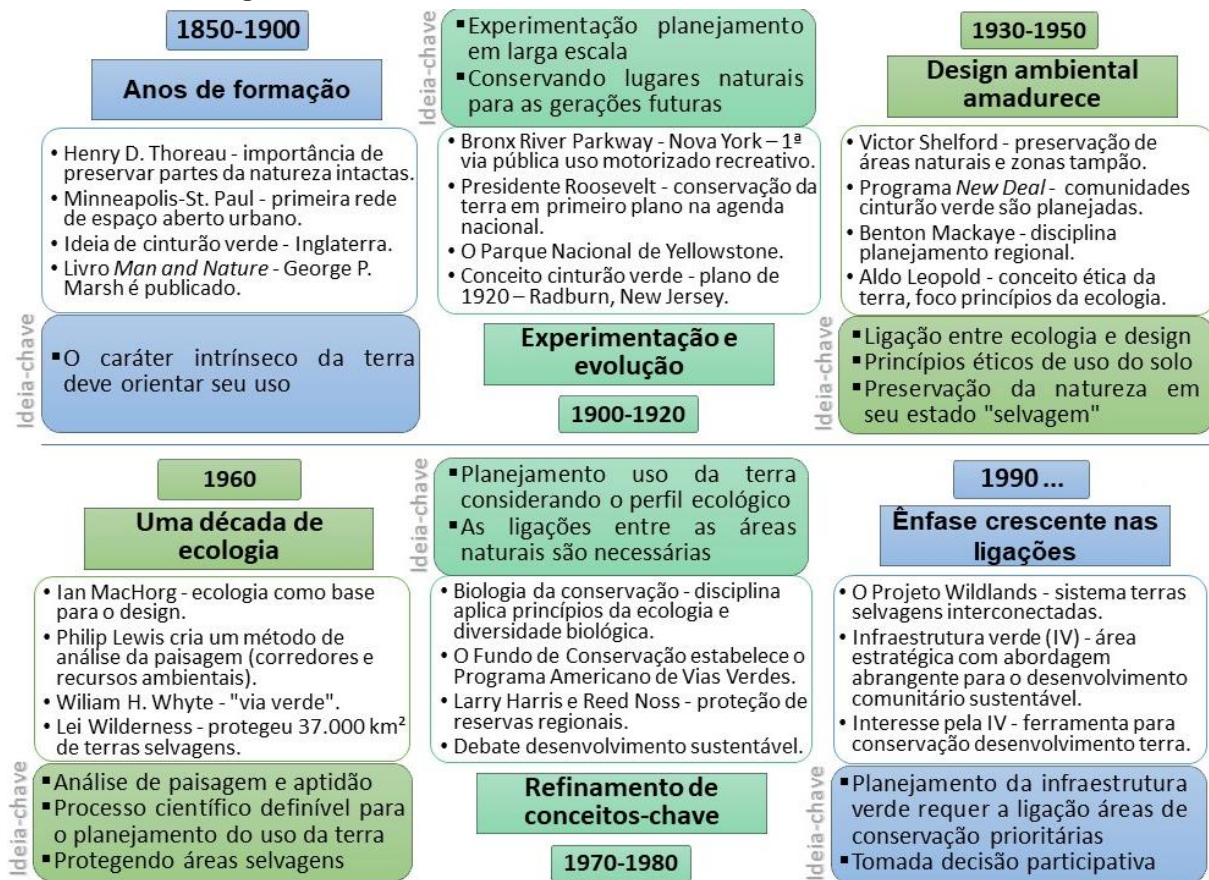 1850-1900
Anos de formação
• Henry D. Thoreau - importância de
preservar partes da natureza intactas.
• Minneapolis-St. Paul - primeira rede
de espaço aberto urbano.
• Ideia de cinturão verde - Inglaterra.
• Livro Man and Nature - George P.
Marsh é publicado.
Ideia-chave
▪ O caráter intrínseco da terra
deve orientar seu uso
Ideia-chave
▪ Experimentação planejamento
em larga escala
▪ Conservando lugares naturais
para as gerações futuras
• Bronx River Parkway - Nova York – 1ª
via pública uso motorizado recreativo.
• Presidente Roosevelt - conservação da
terra em primeiro plano na agenda
nacional.
• O Parque Nacional de Yellowstone.
• Conceito cinturão verde - plano de
1920 – Radburn, New Jersey.
Experimentação e
evolução
1900-1920
1930-1950
Design ambiental
amadurece
• Victor Shelford - preservação de
áreas naturais e zonas tampão.
• Programa New Deal - comunidades
cinturão verde são planejadas.
• Benton Mackaye - disciplina
planejamento regional.
• Aldo Leopold - conceito ética da
terra, foco princípios da ecologia.
Ideia-chave
▪ Ligação entre ecologia e design
▪ Princípios éticos de uso do solo
▪ Preservação da natureza em
seu estado "selvagem"
1960
Uma década de
ecologia
• Ian MacHorg - ecologia como base
para o design.
• Philip Lewis cria um método de
análise da paisagem (corredores e
recursos ambientais).
• Wiliam H. Whyte - "via verde".
• Lei Wilderness - protegeu 37.000 km²
de terras selvagens.
Ideia-chave
▪ Análise de paisagem e aptidão
▪ Processo científico definível para
o planejamento do uso da terra
▪ Protegendo áreas selvagens
Ideia-chave
▪ Planejamento uso da terra
considerando o perfil ecológico
▪ As ligações entre as áreas
naturais são necessárias
• Biologia da conservação - disciplina
aplica princípios da ecologia e
diversidade biológica.
• O Fundo de Conservação estabelece o
Programa Americano de Vias Verdes.
• Larry Harris e Reed Noss - proteção de
reservas regionais.
• Debate desenvolvimento sustentável.
Refinamento de
conceitos-chave
1970-1980
1990 ...
Ênfase crescente nas
ligações
• O Projeto Wildlands - sistema terras
selvagens interconectadas.
• Infraestrutura verde (IV) - área
estratégica com abordagem
abrangente para o desenvolvimento
comunitário sustentável.
• Interesse pela IV - ferramenta para
conservação desenvolvimento terra.
Ideia-chave
▪ Planejamento da infraestrutura
verde requer a ligação áreas de
conservação prioritárias
▪ Tomada decisão participativa